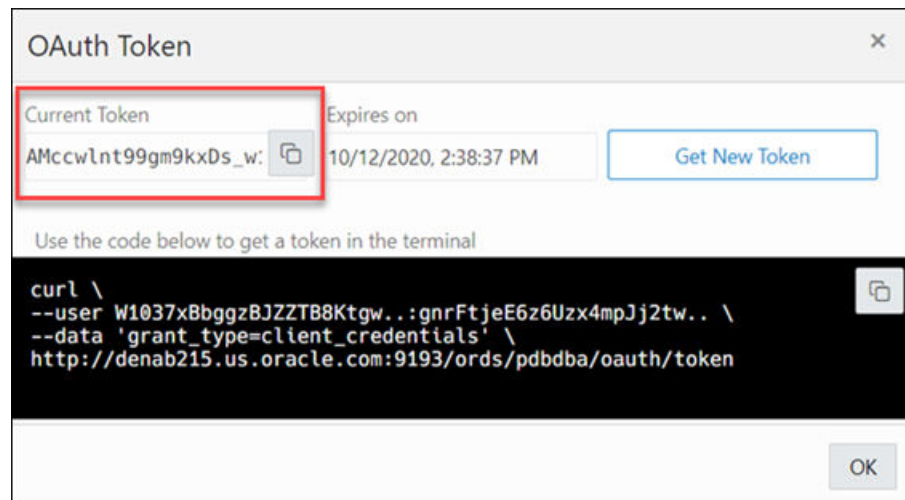 OAuth Token
×
Current Token
Expires on
AMccwlnt99gm9kxDs_w:
10/12/2020, 2:38:37 PM
Get New Token
Use the code below to get a token in the terminal
curl \
--user W1037xBbggzBJZZTB8Ktgw..:gnrFtjeE6z6Uzx4mpJj2tw.. \
--data 'grant_type=client_credentials' \
http://denab215.us.oracle.com:9193/ords/pdbdba/oauth/token
OK